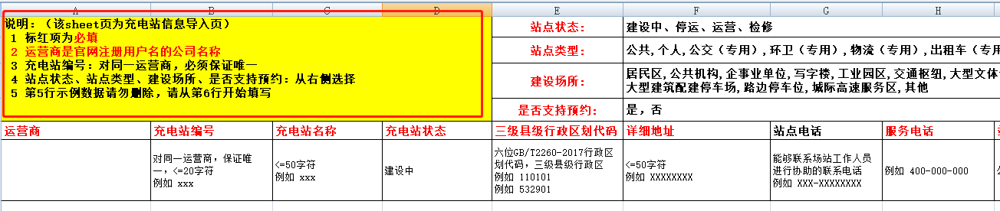 A B C D E F G H
说明:(该sheet页为充电站信息导入页)
1 标红项为必填
2 运营商是官网注册用户名的公司名称
3 充电站编号:对同一运营商,必须保证唯一
4 站点状态、站点类型、建设场所、是否支持预约:从右侧选择
5 第5行示例数据请勿删除,请从第6行开始填写
站点状态: 建设中、停运、运营、检修
站点类型: 公共,个人,公交(专用),环卫(专用),物流(专用),出租车(专用
建设场所: 居民区,公共机构,企事业单位,写字楼,工业园区,交通枢纽,大型文体
大型建筑配建停车场,路边停车位,城际高速服务区,其他
是否支持预约: 是,否
运营商 充电站编号 充电站名称 充电站状态 三级县级行政区划代码 详细地址 站点电话 服务电话
对同一运营商,保证唯
一,<=20字符
例如 xxx
<=50字符
例如 xxx
建设中
六位GB/T2260-2017行政区
划代码,三级县级行政区
例如 110101
例如 532901
<=50字符
例如 XXXXXXXX
能够联系场站工作人员
进行协助的联系电话
例如 XXX-XXXXXXXX
例如 400-000-000